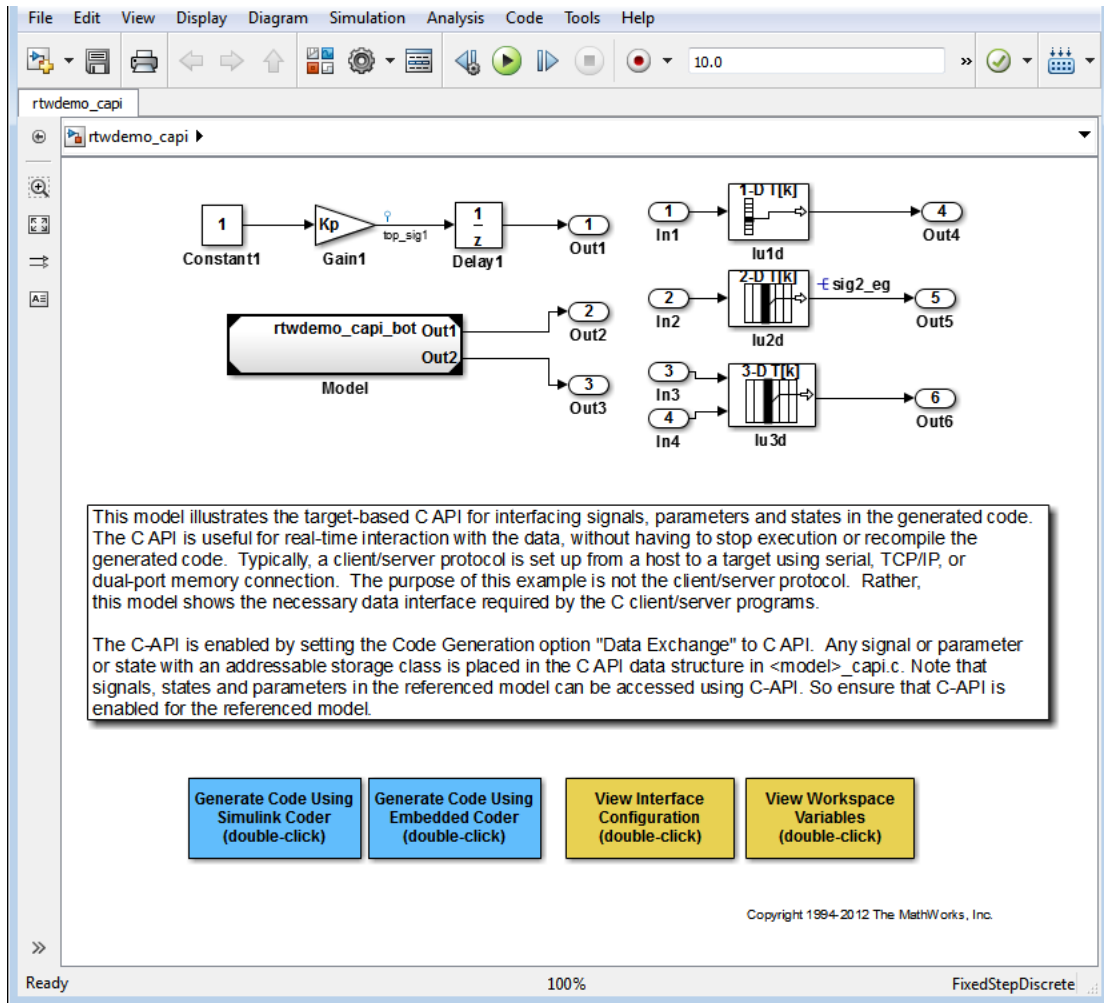 File Edit View Display Diagram Simulation Analysis Code Tools Help
10.0
»
rtwdemo_capi
rtwdemo_capi
1
Constant1
Kp
Gain1
top_sig1
1
z
Delay1
1
Out1
rtwdemo_capi_bot Out1
Out2
Model
2
Out2
3
Out3
1
In1
1-D T[k]
lu1d
4
Out4
2
In2
2-D T[k]
lu2d
sig2_eg
5
Out5
3
In3
4
In4
3-D T[k]
lu3d
6
Out6
This model illustrates the target-based C API for interfacing signals, parameters and states in the generated code.
The C API is useful for real-time interaction with the data, without having to stop execution or recompile the
generated code. Typically, a client/server protocol is set up from a host to a target using serial, TCP/IP, or
dual-port memory connection. The purpose of this example is not the client/server protocol. Rather,
this model shows the necessary data interface required by the C client/server programs.
The C-API is enabled by setting the Code Generation option "Data Exchange" to C API. Any signal or parameter
or state with an addressable storage class is placed in the C API data structure in <model>_capi.c. Note that
signals, states and parameters in the referenced model can be accessed using C-API. So ensure that C-API is
enabled for the referenced model.
Generate Code Using
Simulink Coder
(double-click)
Generate Code Using
Embedded Coder
(double-click)
View Interface
Configuration
(double-click)
View Workspace
Variables
(double-click)
Copyright 1994-2012 The MathWorks, Inc.
»
Ready 100% FixedStepDiscrete